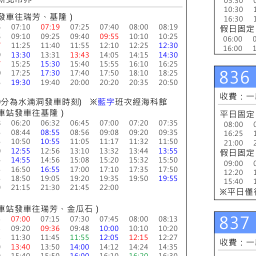 發車往瑞芳、基隆）
07:10 07:19 07:25 07:40 08:00 08:19
09:10 09:25 09:40 09:55 10:10 10:25
11:25 11:40 11:55 12:10 12:25 12:30
13:30 13:31 13:43 14:05 14:15 14:30
15:25 15:30 15:40 15:55 16:10 16:25
17:25 17:30 17:40 17:50 18:10 18:25
19:30 19:40 20:00 20:20 20:35 20:50
分為水湳洞發車時刻） ※藍字班次經海科館
車站發車往基隆）
06:20 06:32 06:45 07:00 07:20 07:35
08:44 08:55 08:56 09:08 09:20 09:35
10:50 10:55 11:05 11:17 11:32 11:50
12:55 12:56 13:10 13:32 13:44 13:55
14:55 14:56 15:08 15:20 15:32 15:50
16:50 16:55 17:00 17:10 17:35 17:50
18:55 19:05 19:20 19:35 19:50 19:55
21:15 21:30 21:45 22:00
車站發車往瑞芳、金瓜石）
07:00 07:15 07:30 07:45 08:00 08:13
09:20 09:36 09:48 10:00 10:10 10:20
11:30 11:45 11:55 12:05 12:15 12:27
13:40 13:50 14:00 14:12 14:24 14:35
10:30
16:30
假日固定
06:00
16:00
836
收費：一
平日固定
08:00
16:25
21:00
假日固定
09:20
12:20
15:40
※平日僅
837
收費：一